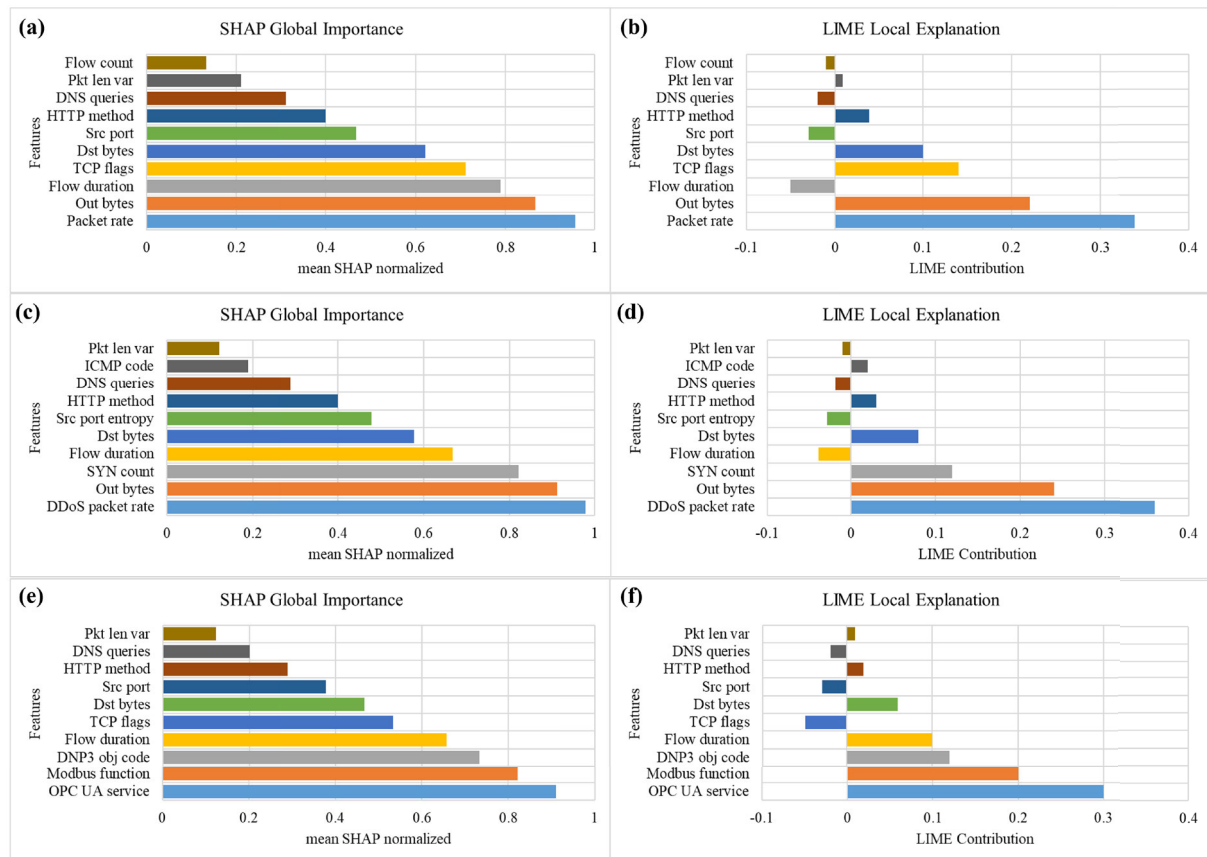 (a)
SHAP Global Importance
Features
Flow count
Pkt len var
DNS queries
HTTP method
Src port
Dst bytes
TCP flags
Flow duration
Out bytes
Packet rate
0 0.2 0.4 0.6 0.8 1
mean SHAP normalized
(b)
LIME Local Explanation
Features
Flow count
Pkt len var
DNS queries
HTTP method
Src port
Dst bytes
TCP flags
Flow duration
Out bytes
Packet rate
-0.1 0 0.1 0.2 0.3 0.4
LIME contribution
(c)
SHAP Global Importance
Features
Pkt len var
ICMP code
DNS queries
HTTP method
Src port entropy
Dst bytes
Flow duration
SYN count
Out bytes
DDoS packet rate
0 0.2 0.4 0.6 0.8 1
mean SHAP normalized
(d)
LIME Local Explanation
Features
Pkt len var
ICMP code
DNS queries
HTTP method
Src port entropy
Dst bytes
Flow duration
SYN count
Out bytes
DDoS packet rate
-0.1 0 0.1 0.2 0.3 0.4
LIME Contribution
(e)
SHAP Global Importance
Features
Pkt len var
DNS queries
HTTP method
Src port
Dst bytes
TCP flags
Flow duration
DNP3 obj code
Modbus function
OPC UA service
0 0.2 0.4 0.6 0.8 1
mean SHAP normalized
(f)
LIME Local Explanation
Features
Pkt len var
DNS queries
HTTP method
Src port
Dst bytes
TCP flags
Flow duration
DNP3 obj code
Modbus function
OPC UA service
-0.1 0 0.1 0.2 0.3 0.4
LIME Contribution